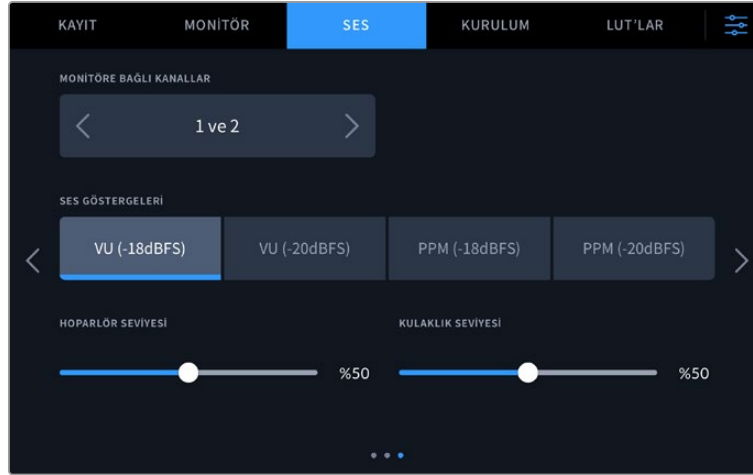 KAYIT MONİTÖR SES KURULUM LUT'LAR
MONİTÖRE BAĞLI KANALLAR
1 ve 2
SES GÖSTERGELERİ
VU (-18dBFS) VU (-20dBFS) PPM (-18dBFS) PPM (-20dBFS)
HOPARLÖR SEVİYESİ KULAKLIK SEVİYESİ
%50 %50